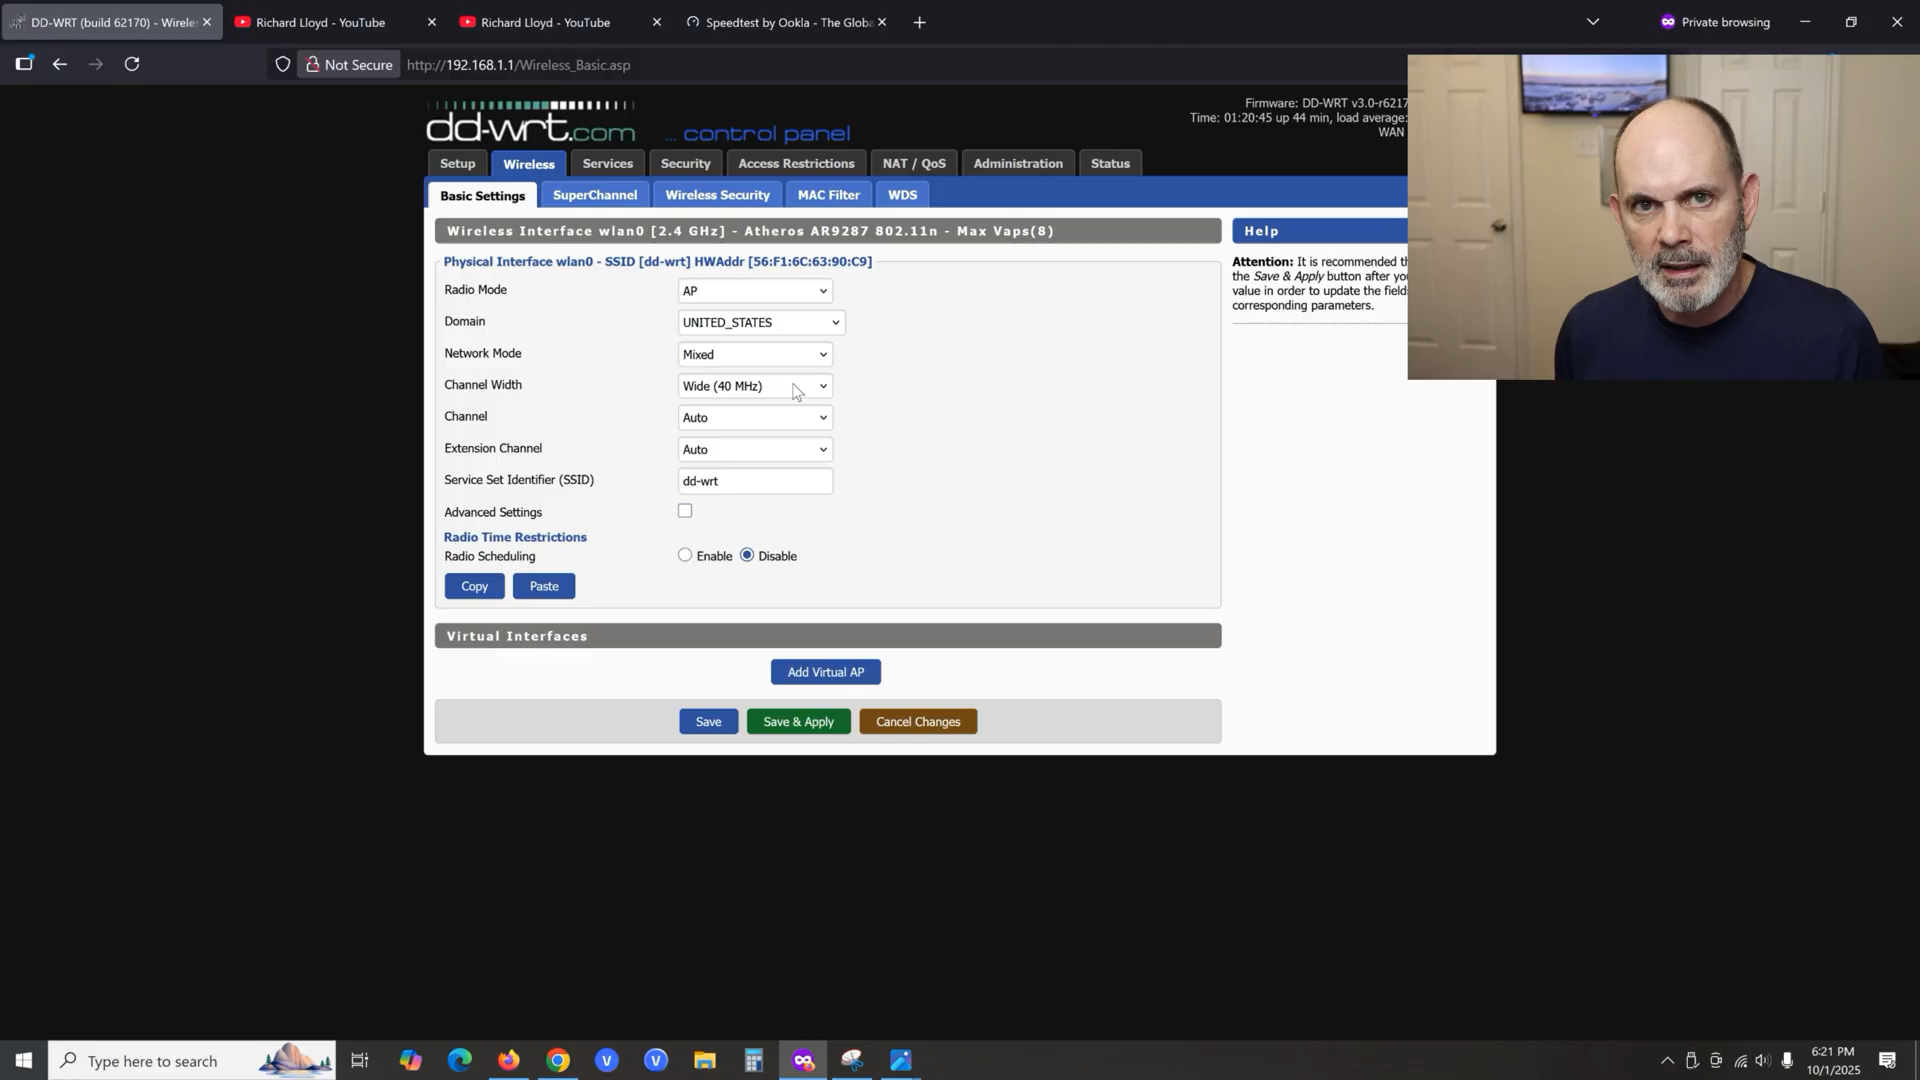 DD-WRT (build 62170) - Wireles
Richard Lloyd - YouTube
Richard Lloyd - YouTube
Speedtest by Ookla - The Globa
Private browsing
Not Secure
http://192.168.1.1/Wireless_Basic.asp
dd-wrt.com
... control panel
Firmware: DD-WRT v3.0-r6217
Time: 01:20:45 up 44 min, load average:
WAN
Setup
Wireless
Services
Security
Access Restrictions
NAT / QoS
Administration
Status
Basic Settings
SuperChannel
Wireless Security
MAC Filter
WDS
Wireless Interface wlan0 [2.4 GHz] - Atheros AR9287 802.11n - Max Vaps(8)
Physical Interface wlan0 - SSID [dd-wrt] HWAddr [56:F1:6C:63:90:C9]
Radio Mode
AP
Domain
UNITED_STATES
Network Mode
Mixed
Channel Width
Wide (40 MHz)
Channel
Auto
Extension Channel
Auto
Service Set Identifier (SSID)
dd-wrt
Advanced Settings
Radio Time Restrictions
Radio Scheduling
Enable
Disable
Copy
Paste
Virtual Interfaces
Add Virtual AP
Save
Save & Apply
Cancel Changes
Help
Attention: It is recommended th
the Save & Apply button after yo
value in order to update the fields
corresponding parameters.
Type here to search
6:21 PM
10/1/2025